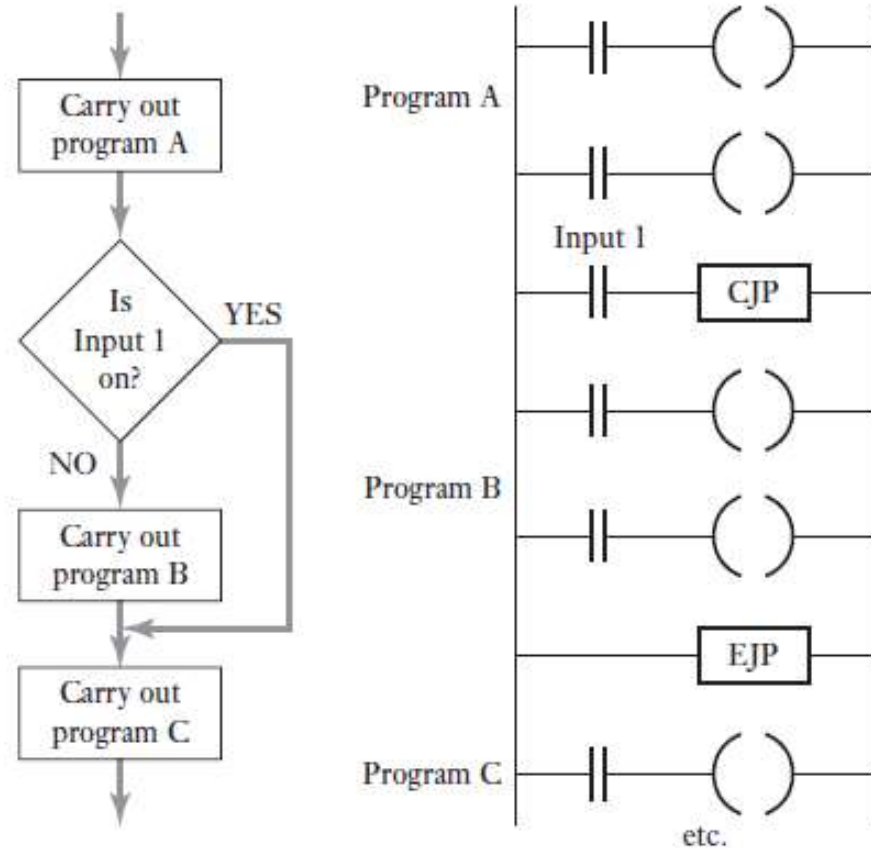 Carry out
program A
Is
Input 1
on?
YES
NO
Carry out
program B
Carry out
program C
Program A
Input 1
CJP
Program B
EJP
Program C
etc.